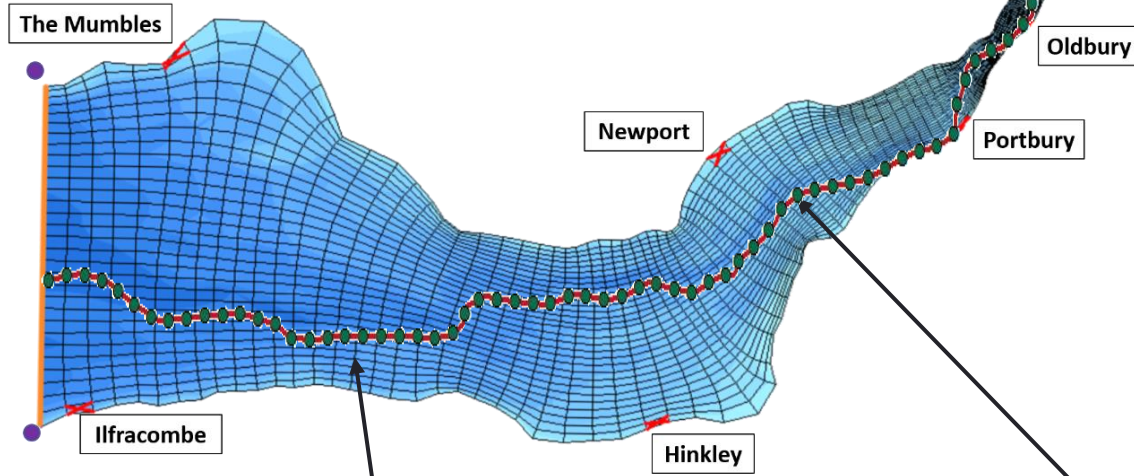 The Mumbles
Oldbury
Newport
Portbury
Ilfracombe
Hinkley